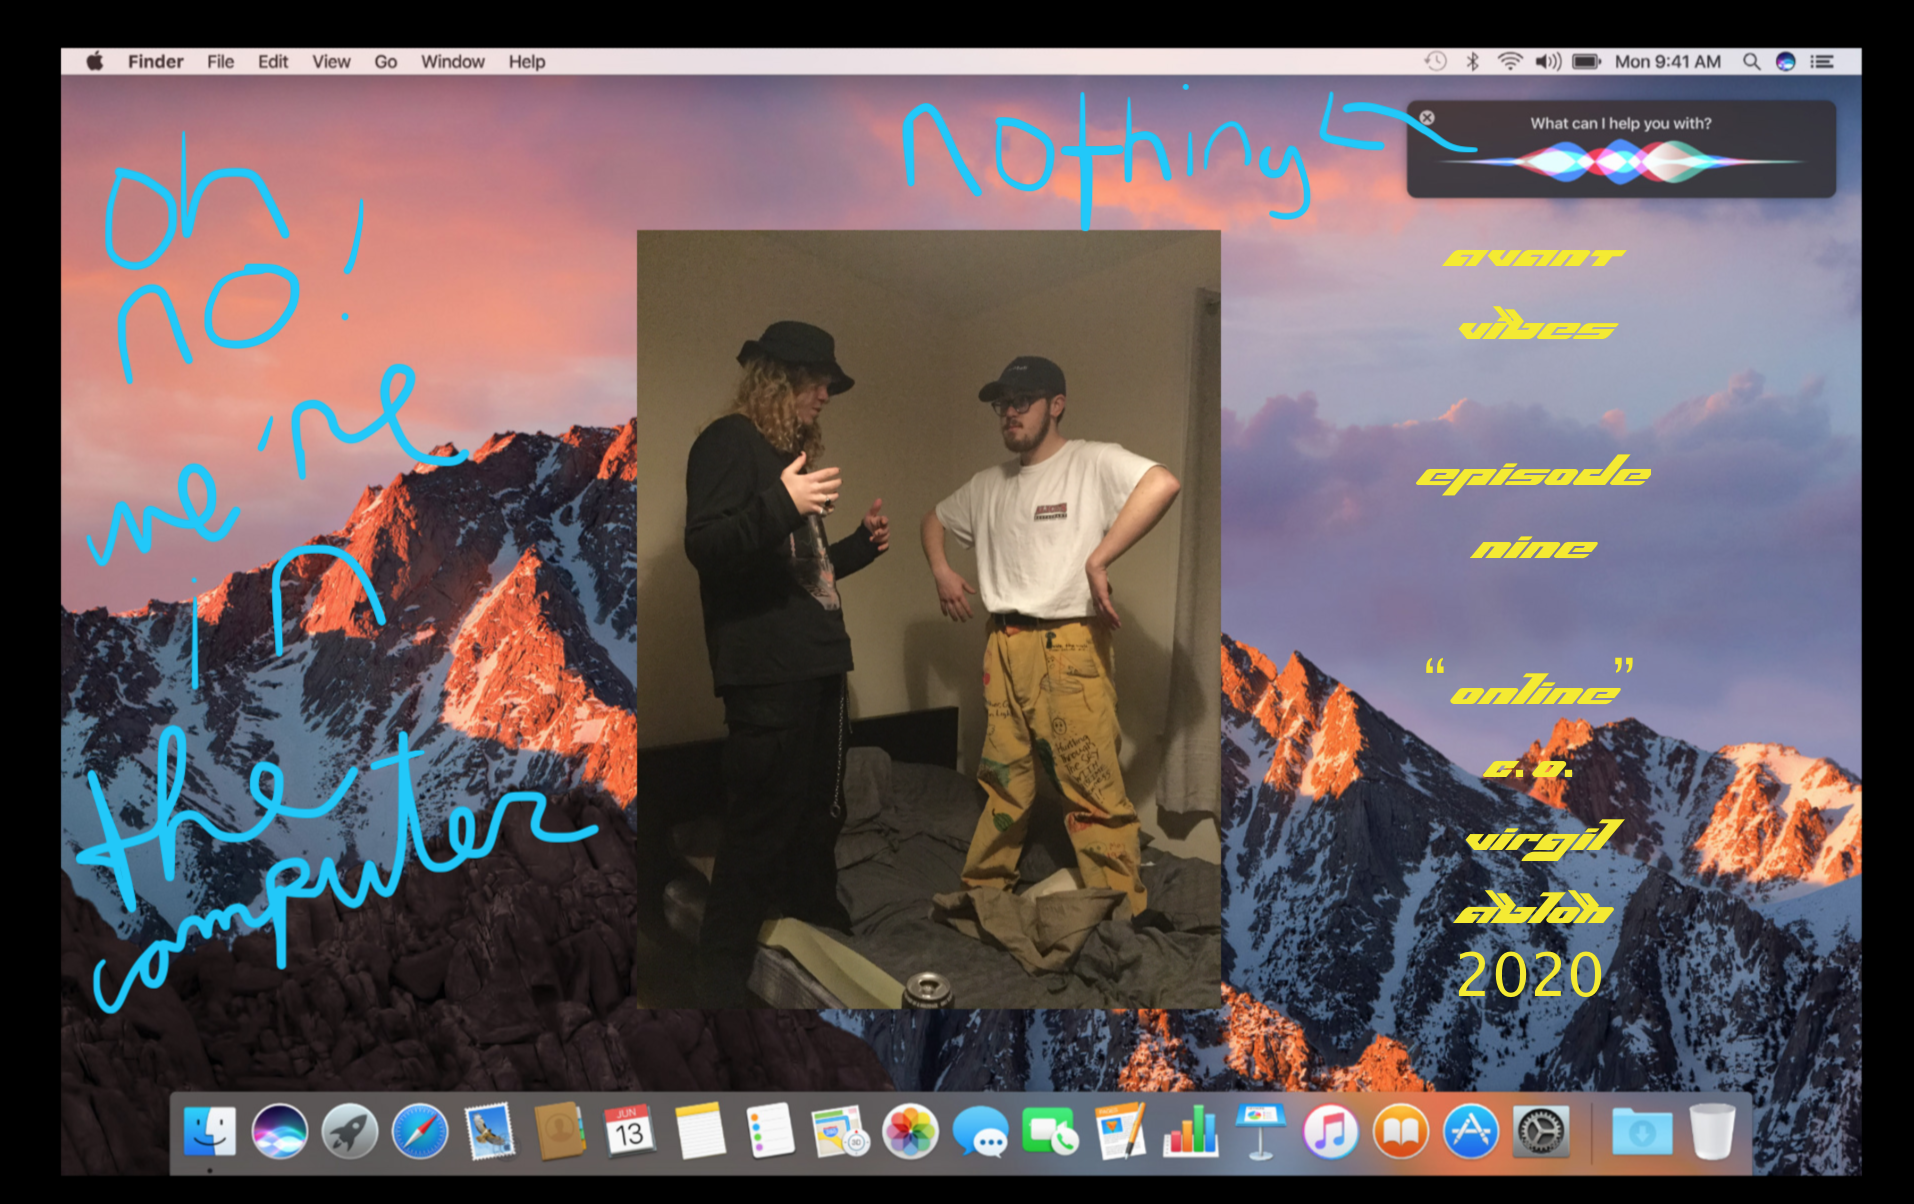 Finder File Edit View Go Window Help
Mon 9:41 AM
What can I help you with?
nothing
oh
no!
we're
in
the
computer
avant
vibes
episode
nine
“online”
c.o.
virgil
abloh
2020
JUN
13
3D